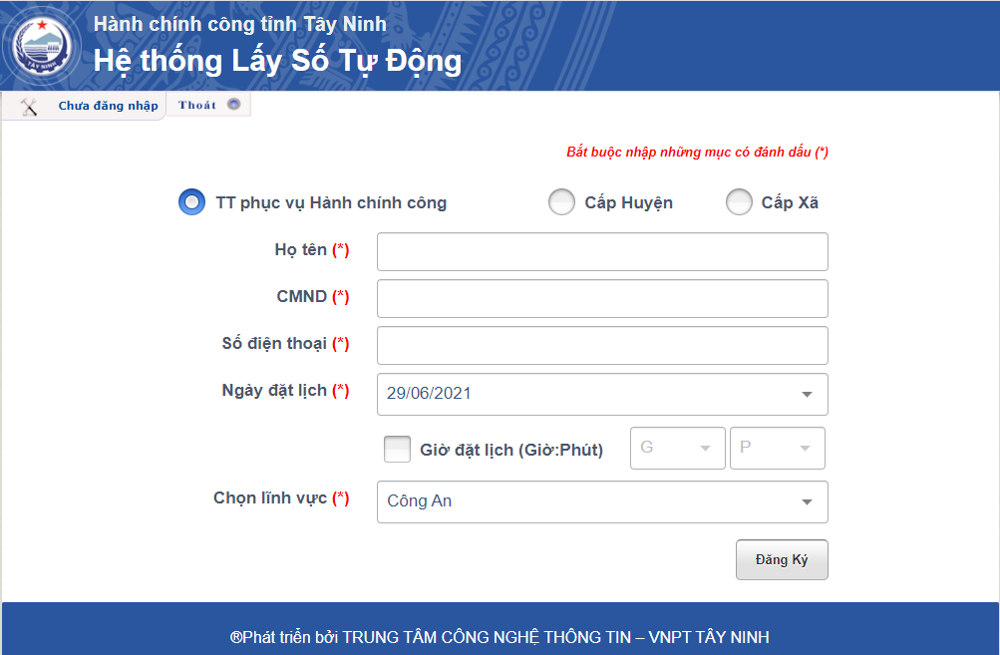 Hành chính công tỉnh Tây Ninh
Hệ thống Lấy Số Tự Động
TÂY NINH
Chưa đăng nhập
Thoát
Bắt buộc nhập những mục có đánh dấu (*)
TT phục vụ Hành chính công
Cấp Huyện
Cấp Xã
Họ tên (*)
CMND (*)
Số điện thoại (*)
Ngày đặt lịch (*)
29/06/2021
Giờ đặt lịch (Giờ:Phút)
G
P
Chọn lĩnh vực (*)
Công An
Đăng Ký
®Phát triển bởi TRUNG TÂM CÔNG NGHỆ THÔNG TIN – VNPT TÂY NINH